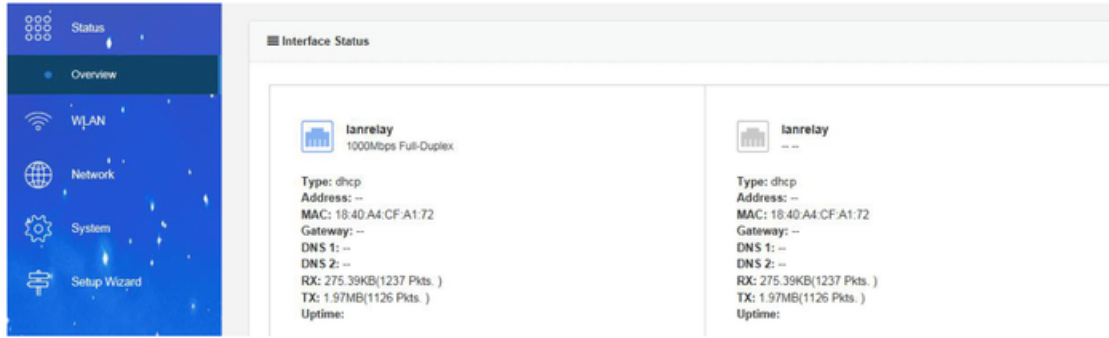 Status
Overview
WLAN
Network
System
Setup Wizard
Interface Status
lanrelay
1000Mbps Full-Duplex
Type: dhcp
Address: --
MAC: 18:40:A4:CF:A1:72
Gateway: --
DNS 1: --
DNS 2: --
RX: 275.39KB(1237 Pkts. )
TX: 1.97MB(1126 Pkts. )
Uptime:
lanrelay
-- --
Type: dhcp
Address: --
MAC: 18:40:A4:CF:A1:72
Gateway: --
DNS 1: --
DNS 2: --
RX: 275.39KB(1237 Pkts. )
TX: 1.97MB(1126 Pkts. )
Uptime: